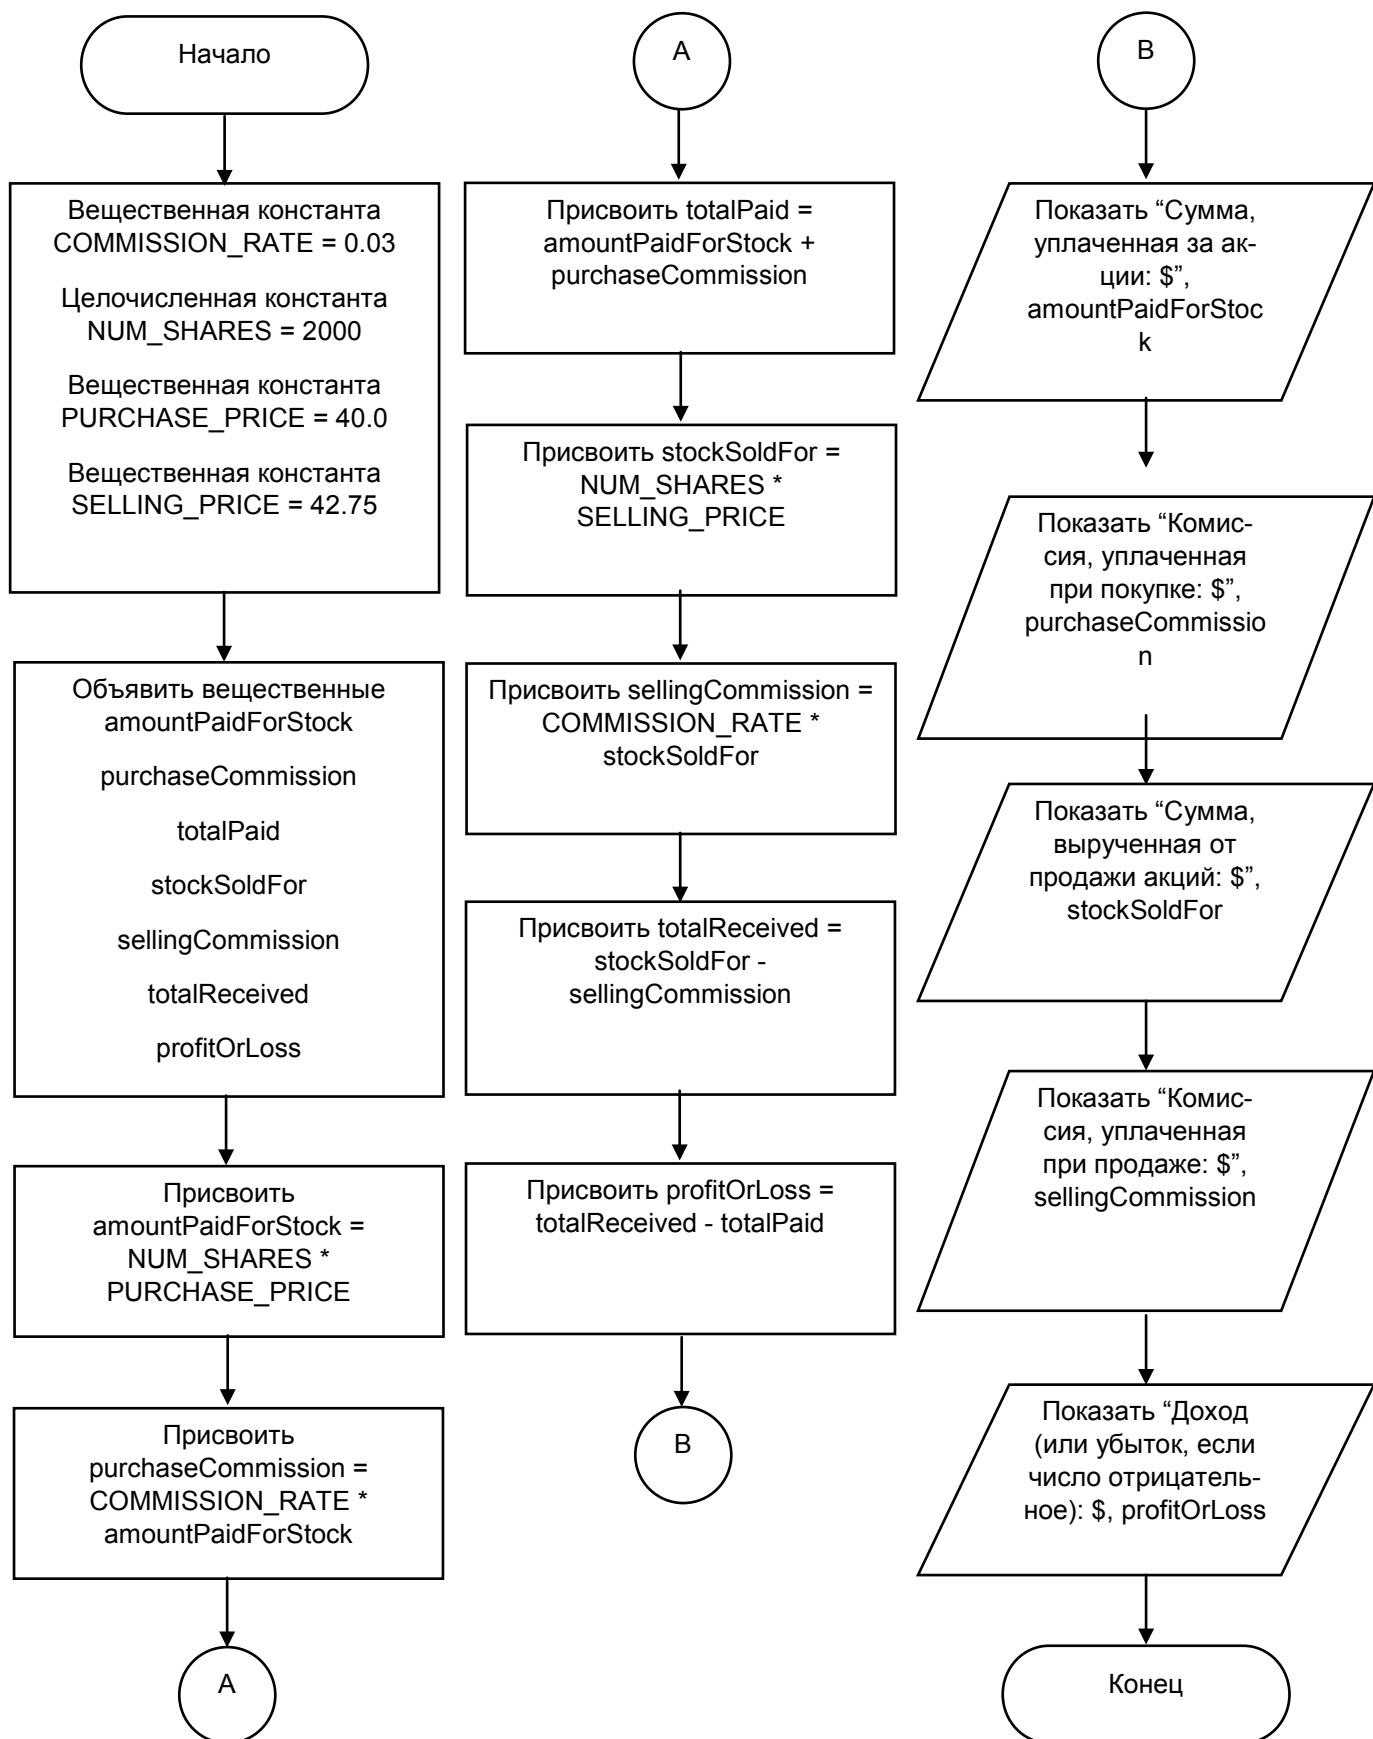 Начало
Вещественная константа
COMMISSION_RATE = 0.03
Целочисленная константа
NUM_SHARES = 2000
Вещественная константа
PURCHASE_PRICE = 40.0
Вещественная константа
SELLING_PRICE = 42.75
Объявить вещественные
amountPaidForStock
purchaseCommission
totalPaid
stockSoldFor
sellingCommission
totalReceived
profitOrLoss
Присвоить
amountPaidForStock =
NUM_SHARES *
PURCHASE_PRICE
Присвоить
purchaseCommission =
COMMISSION_RATE *
amountPaidForStock
A
A
Присвоить totalPaid =
amountPaidForStock +
purchaseCommission
Присвоить stockSoldFor =
NUM_SHARES *
SELLING_PRICE
Присвоить sellingCommission =
COMMISSION_RATE *
stockSoldFor
Присвоить totalReceived =
stockSoldFor -
sellingCommission
Присвоить profitOrLoss =
totalReceived - totalPaid
B
B
Показать “Сумма,
уплаченная за ак-
ции: $”,
amountPaidForStoc
k
Показать “Комис-
сия, уплаченная
при покупке: $”,
purchaseCommissio
n
Показать “Сумма,
вырученная от
продажи акций: $”,
stockSoldFor
Показать “Комис-
сия, уплаченная
при продаже: $”,
sellingCommission
Показать “Доход
(или убыток, если
число отрицатель-
ное): $, profitOrLoss
Конец